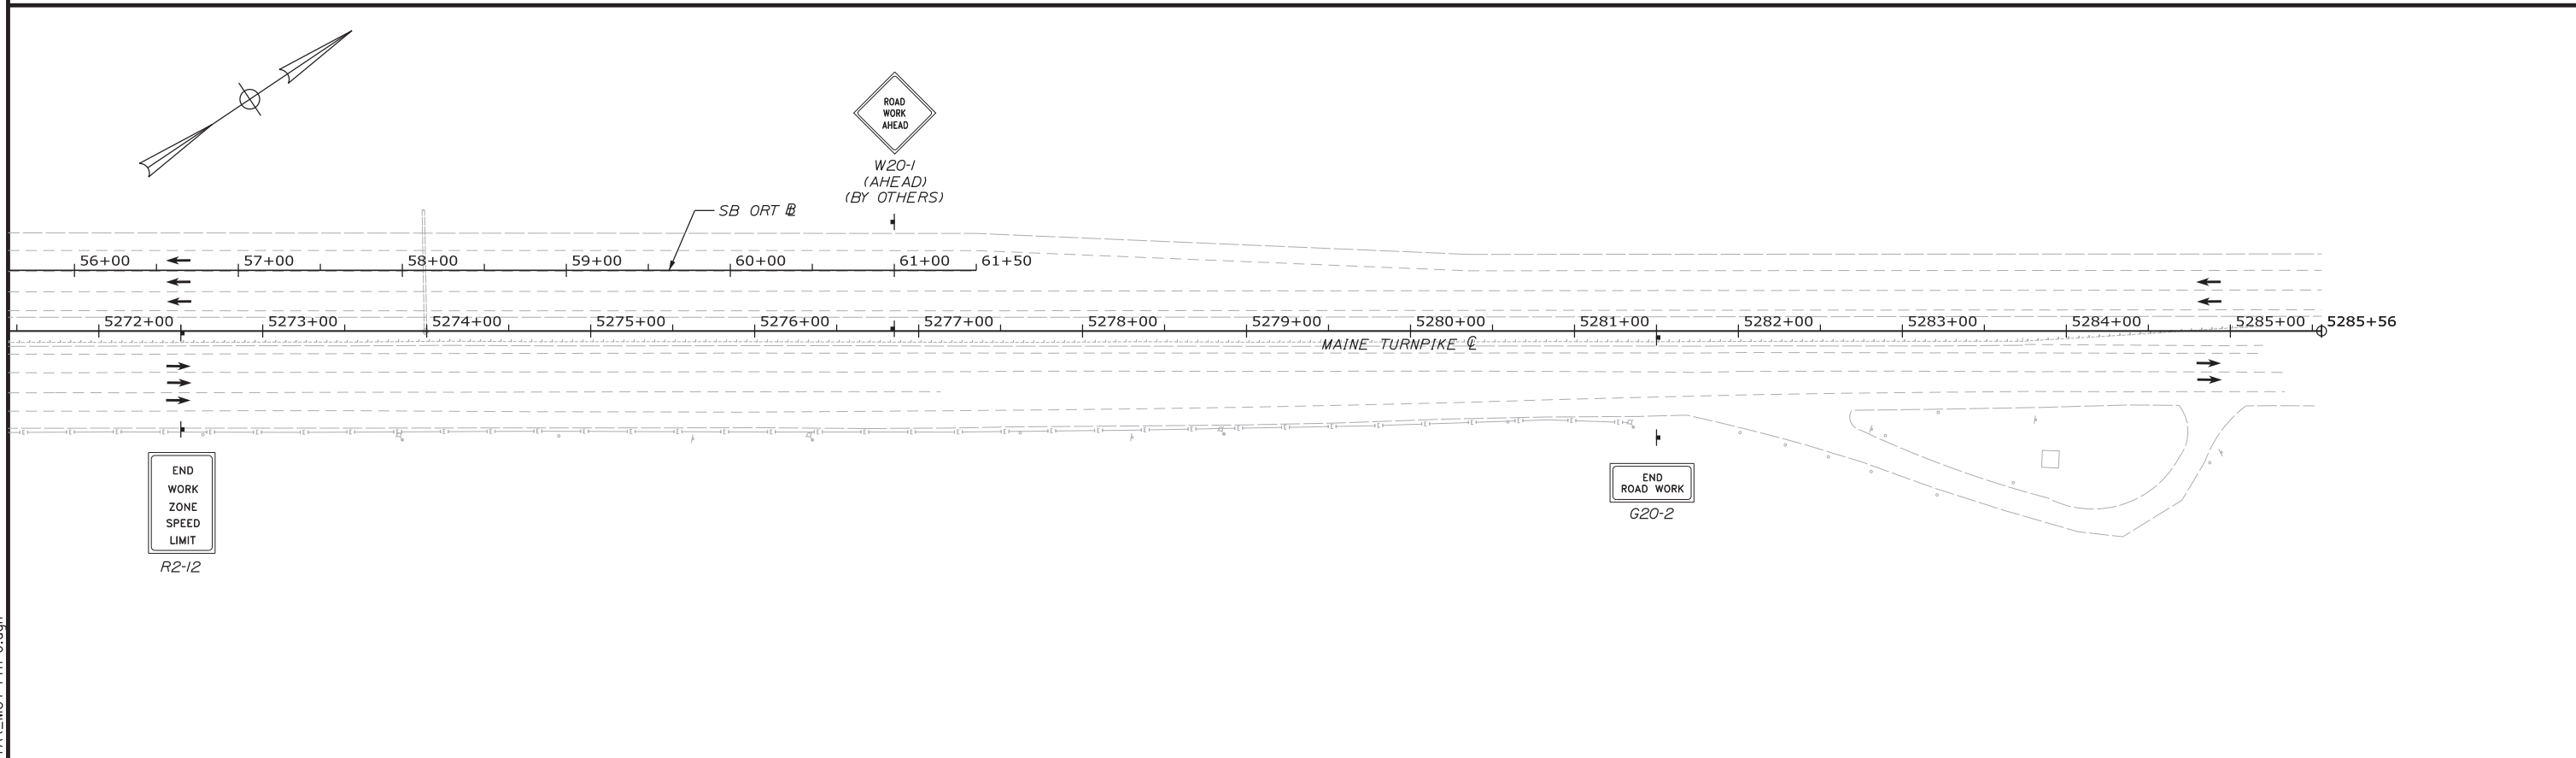 ROAD
WORK
AHEAD
W20-1
(AHEAD)
(BY OTHERS)
SB ORT BL
56+00 57+00 58+00 59+00 60+00 61+00 61+50
5272+00 5273+00 5274+00 5275+00 5276+00 5277+00 5278+00 5279+00 5280+00 5281+00 5282+00 5283+00 5284+00 5285+00 5285+56
MAINE TURNPIKE CL
END
WORK
ZONE
SPEED
LIMIT
R2-12
END
ROAD WORK
G20-2